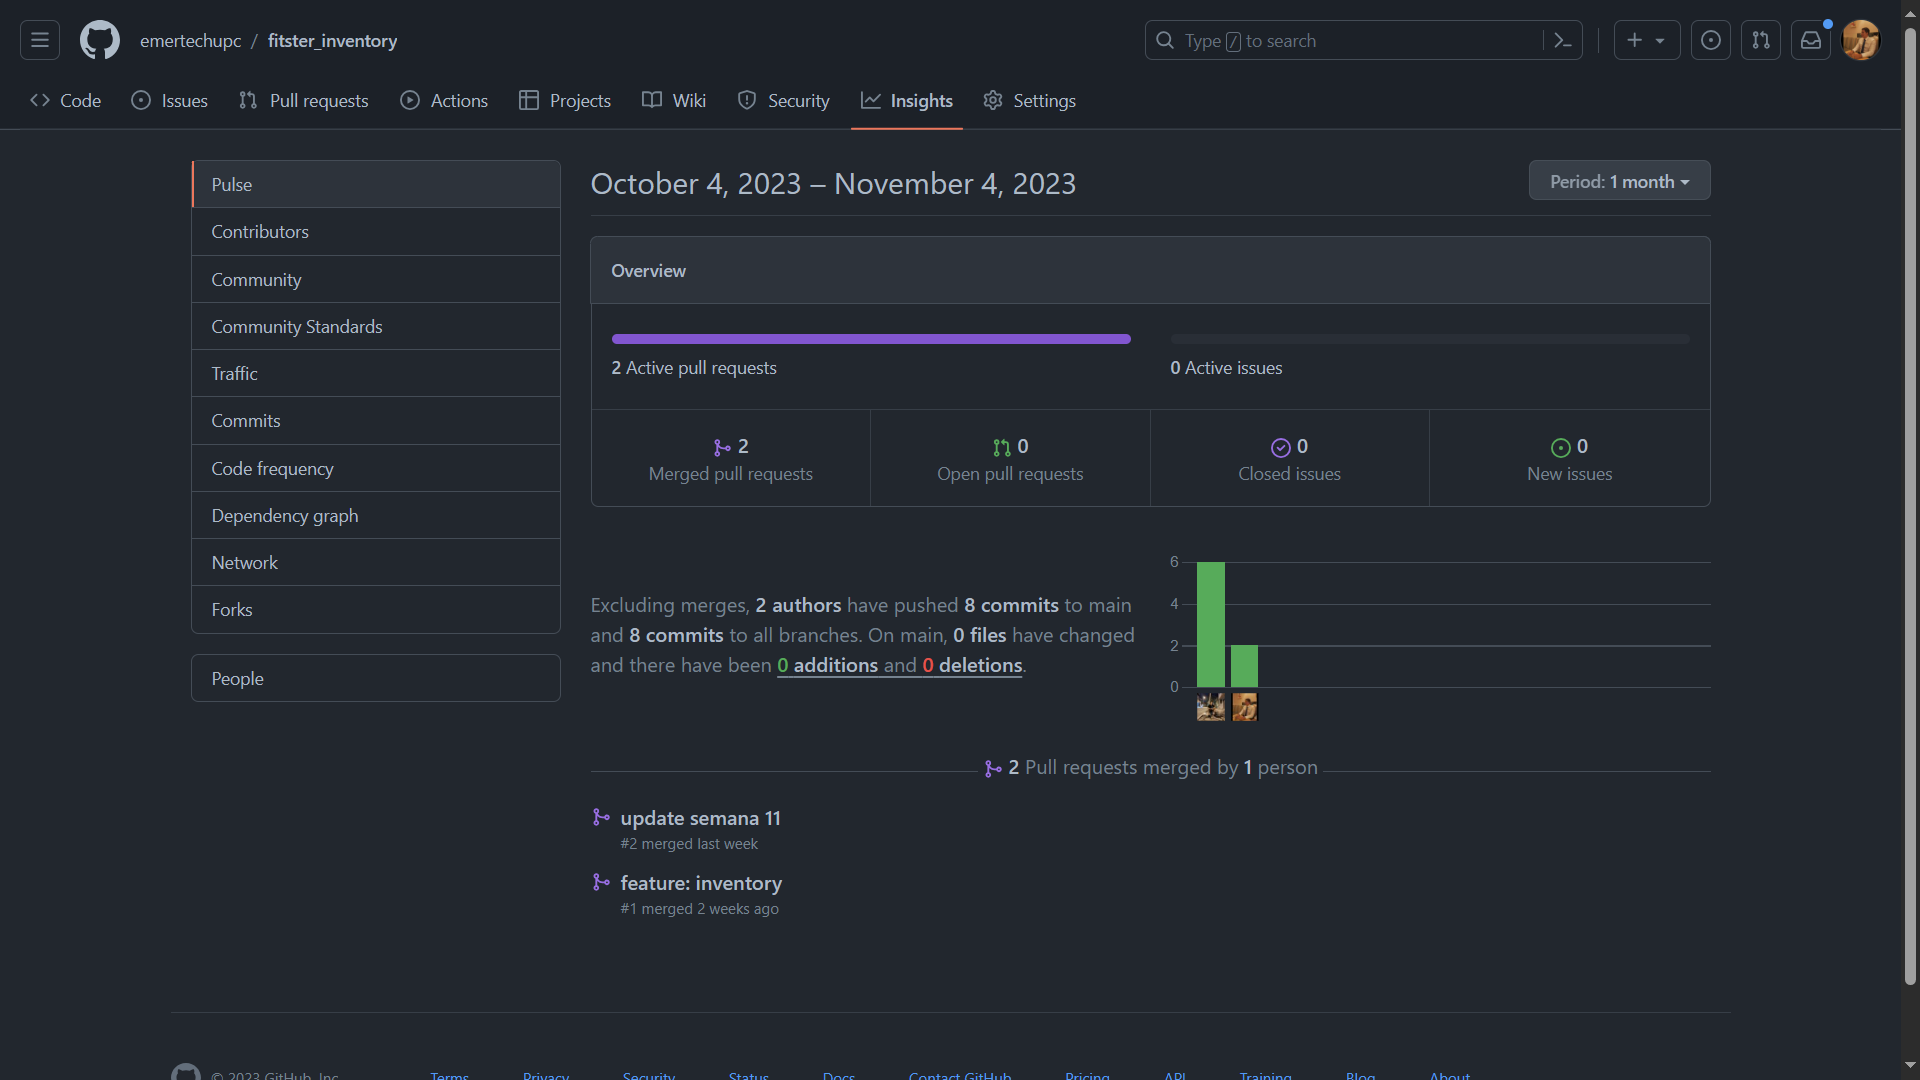 emertechupc / fitster_inventory
Type / to search
Code
Issues
Pull requests
Actions
Projects
Wiki
Security
Insights
Settings
Pulse
Contributors
Community
Community Standards
Traffic
Commits
Code frequency
Dependency graph
Network
Forks
People
October 4, 2023 – November 4, 2023
Period: 1 month
Overview
2 Active pull requests
0 Active issues
2
Merged pull requests
0
Open pull requests
0
Closed issues
0
New issues
Excluding merges, 2 authors have pushed 8 commits to main
and 8 commits to all branches. On main, 0 files have changed
and there have been 0 additions and 0 deletions.
6
4
2
0
2 Pull requests merged by 1 person
update semana 11
#2 merged last week
feature: inventory
#1 merged 2 weeks ago
© 2023 GitHub, Inc.
Terms
Privacy
Security
Status
Docs
Contact GitHub
Pricing
API
Training
Blog
About